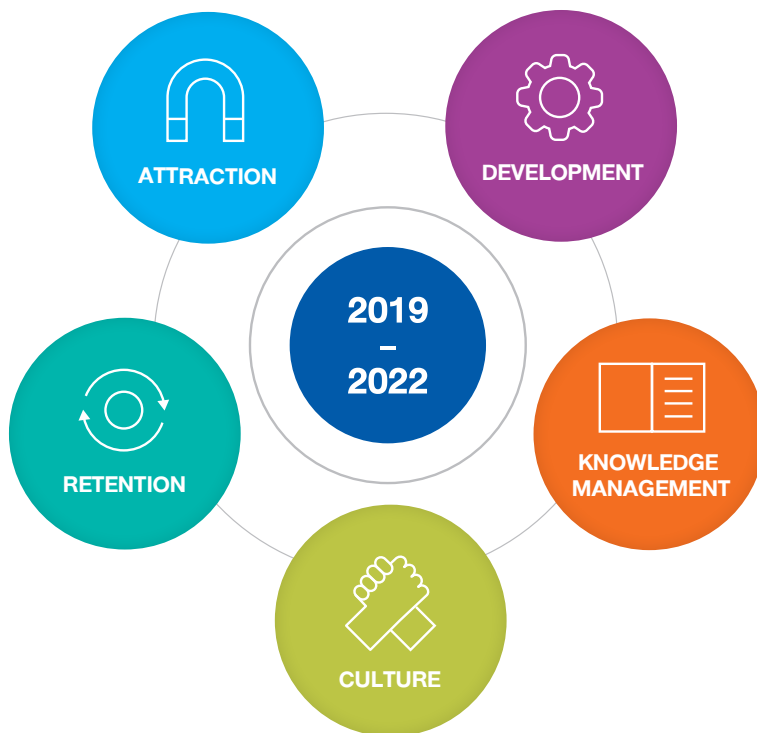 ATTRACTION
DEVELOPMENT
2019
–
2022
RETENTION
KNOWLEDGE
MANAGEMENT
CULTURE